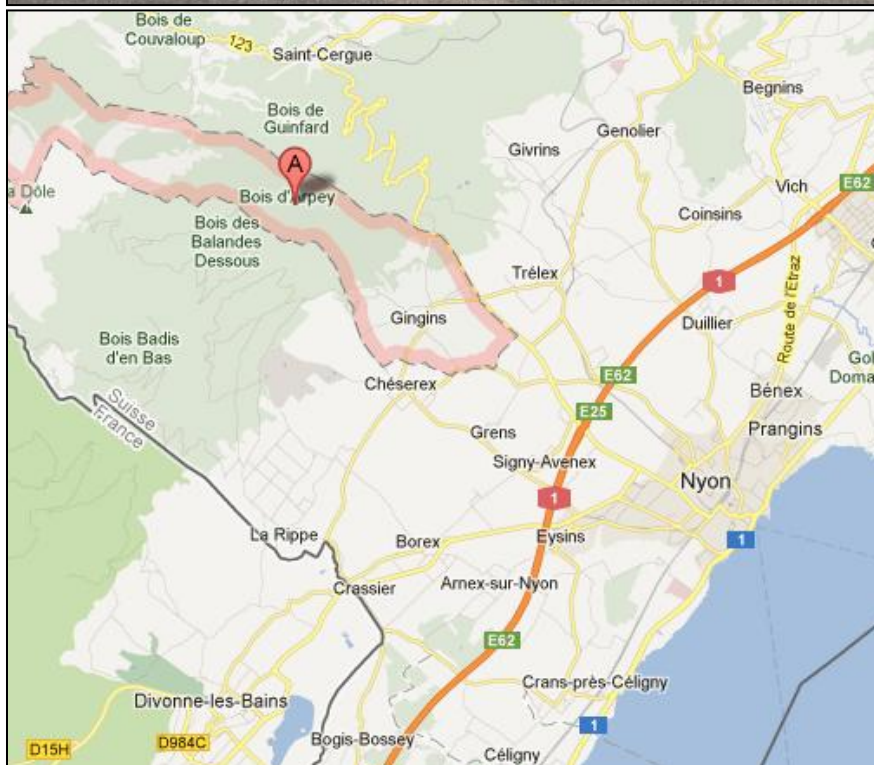 Bois de
Couvaloup
123
Saint-Cergue
Begnins
Bois de
Guinfard
Genolier
Givrins
A
Vich
E62
a Dôle
Bois d'Arpey
Coinsins
Bois des
Balandes
Dessous
Trélex
1
Route de l'Etraz
Gingins
Duillier
Bois Badis
d'en Bas
Gol
Doma
Chéserex
E62
Suisse
France
E25
Bénex
Prangins
Grens
Signy-Avenex
Nyon
1
La Rippe
Borex
Eysins
1
Crassier
Arnex-sur-Nyon
E62
Crans-près-Céligny
Divonne-les-Bains
1
D15H
D984C
Bogis-Bossey
Céligny